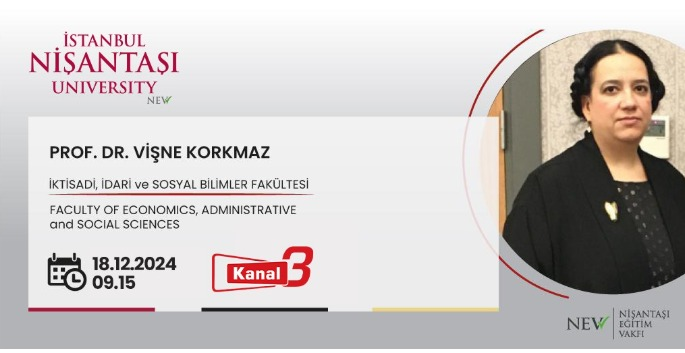 İSTANBUL
NİŞANTAŞI
UNIVERSITY
NEW
PROF. DR. VİŞNE KORKMAZ
İKTİSADİ, İDARİ ve SOSYAL BİLİMLER FAKÜLTESİ
FACULTY OF ECONOMICS, ADMINISTRATIVE
and SOCIAL SCIENCES
18.12.2024
09.15
Kanal 3
NEV
NİŞANTAŞI
EĞİTİM
VAKFI